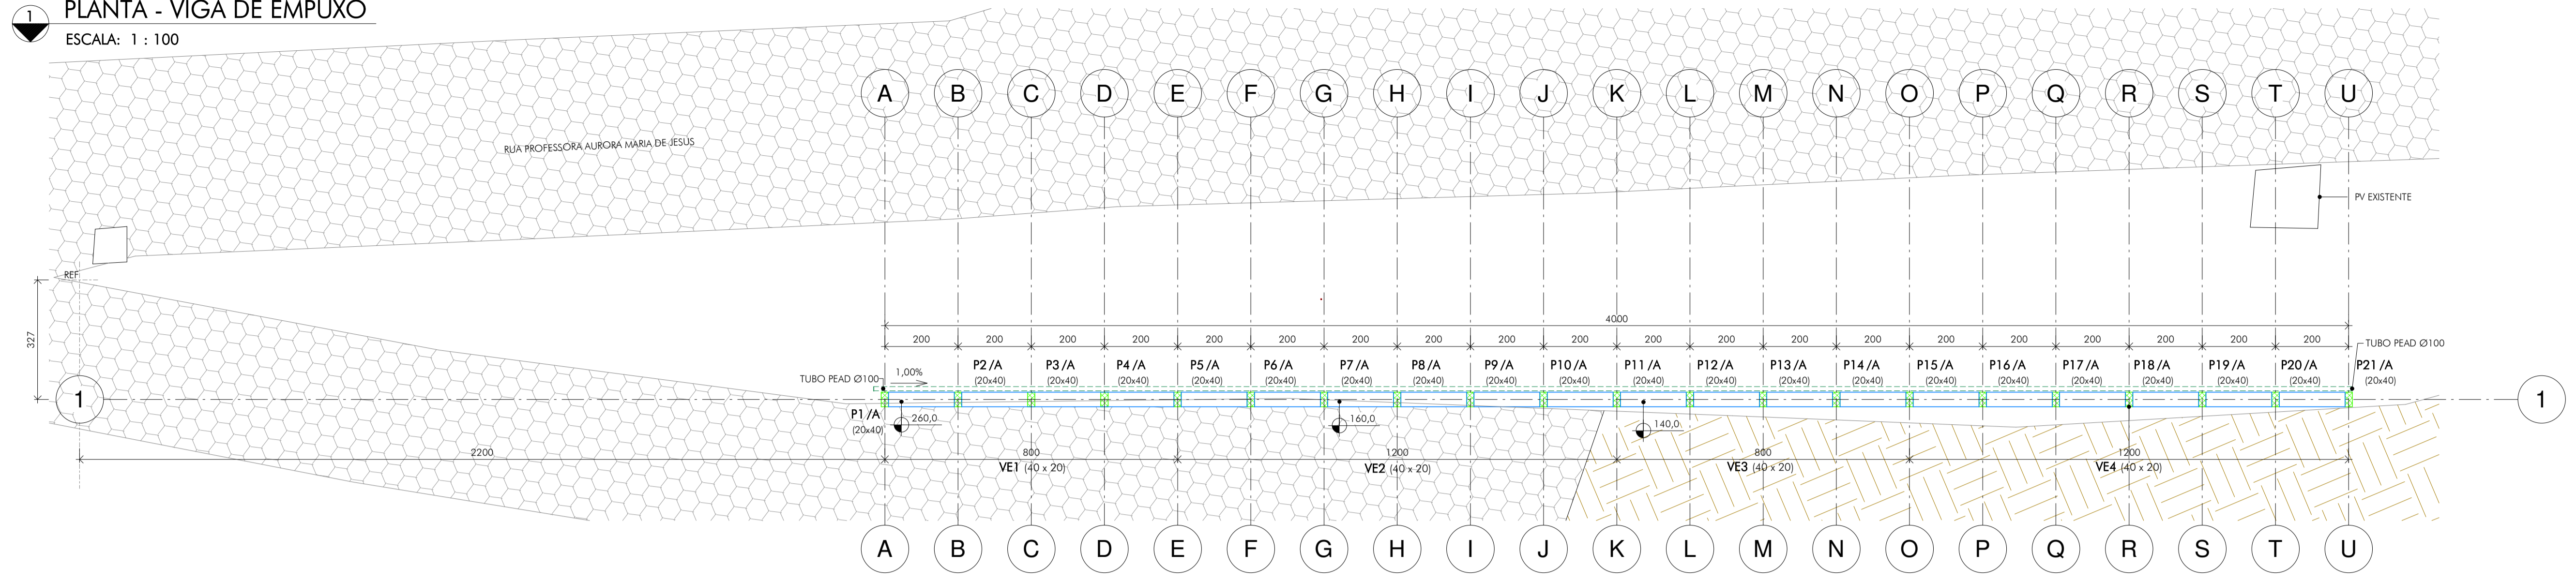 1
PLANTA - VIGA DE EMPUXO
ESCALA: 1 : 100
A B C D E F G H I J K L M N O P Q R S T U
RUA PROFESSORA AURORA MARIA DE JESUS
PV EXISTENTE
REF
327
4000
200 200 200 200 200 200 200 200 200 200 200 200 200 200 200 200 200 200 200 200
TUBO PEAD Ø100
P2/A P3/A P4/A P5/A P6/A P7/A P8/A P9/A P10/A P11/A P12/A P13/A P14/A P15/A P16/A P17/A P18/A P19/A P20/A P21/A
(20x40) (20x40) (20x40) (20x40) (20x40) (20x40) (20x40) (20x40) (20x40) (20x40) (20x40) (20x40) (20x40) (20x40) (20x40) (20x40) (20x40) (20x40) (20x40) (20x40)
TUBO PEAD Ø100
1,00%
1 1
P1/A
(20x40)
260,0 160,0 140,0
2200 800 1200 800 1200
VE1 (40 x 20) VE2 (40 x 20) VE3 (40 x 20) VE4 (40 x 20)
A B C D E F G H I J K L M N O P Q R S T U